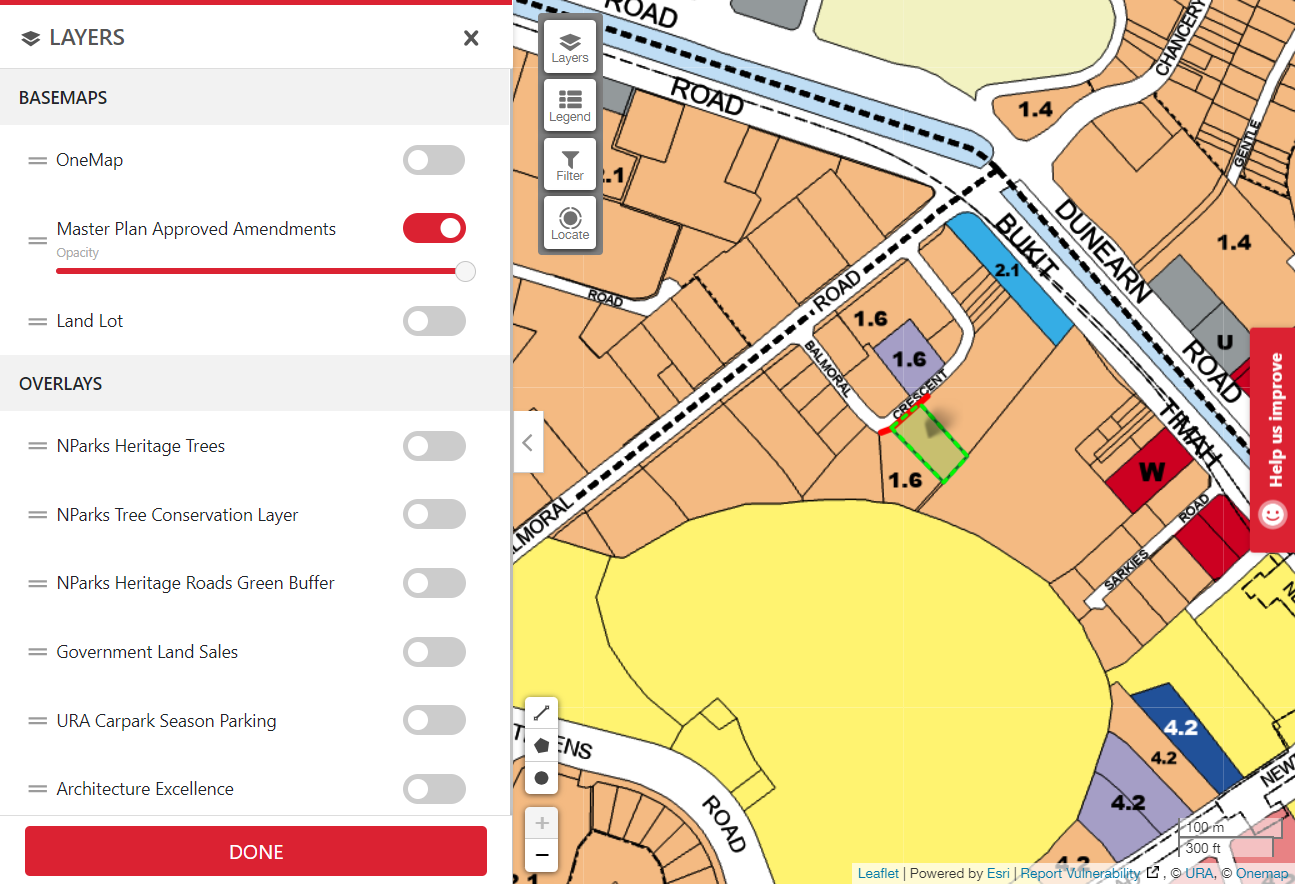 LAYERS
BASEMAPS
OneMap
Master Plan Approved Amendments
Opacity
Land Lot
OVERLAYS
NParks Heritage Trees
NParks Tree Conservation Layer
NParks Heritage Roads Green Buffer
Government Land Sales
URA Carpark Season Parking
Architecture Excellence
DONE
Layers
Legend
Filter
Locate
ROAD
ROAD
CHANCERY
1.4
GENTLE
.1
DUNEARN
BUKIT
1.4
2.1
ROAD
ROAD
1.6
U
BALMORAL
1.6
CRESCENT
ROAD
TIMAH
Help us improve
1.6
W
ROAD
SARKIES
4.2
4.2
ENS
ROAD
4.2
NEWT
4.2
100 m
300 ft
Leaflet | Powered by Esri | Report Vulnerability , © URA, © Onemap